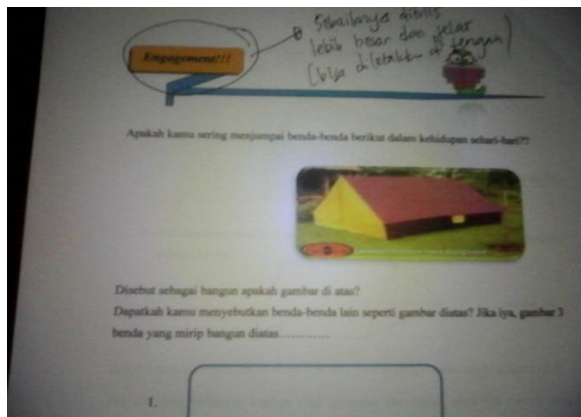 Engagement!!!
Sebaiknya ditulis
lebih besar dan jelas
(bisa diletakkan di tengah)
Apakah kamu sering menjumpai benda-benda berikut dalam kehidupan sehari-hari??
Disebut sebagai bangun apakah gambar di atas?
Dapatkah kamu menyebutkan benda-benda lain seperti gambar diatas? Jika iya, gambar 3
benda yang mirip bangun diatas............
1.